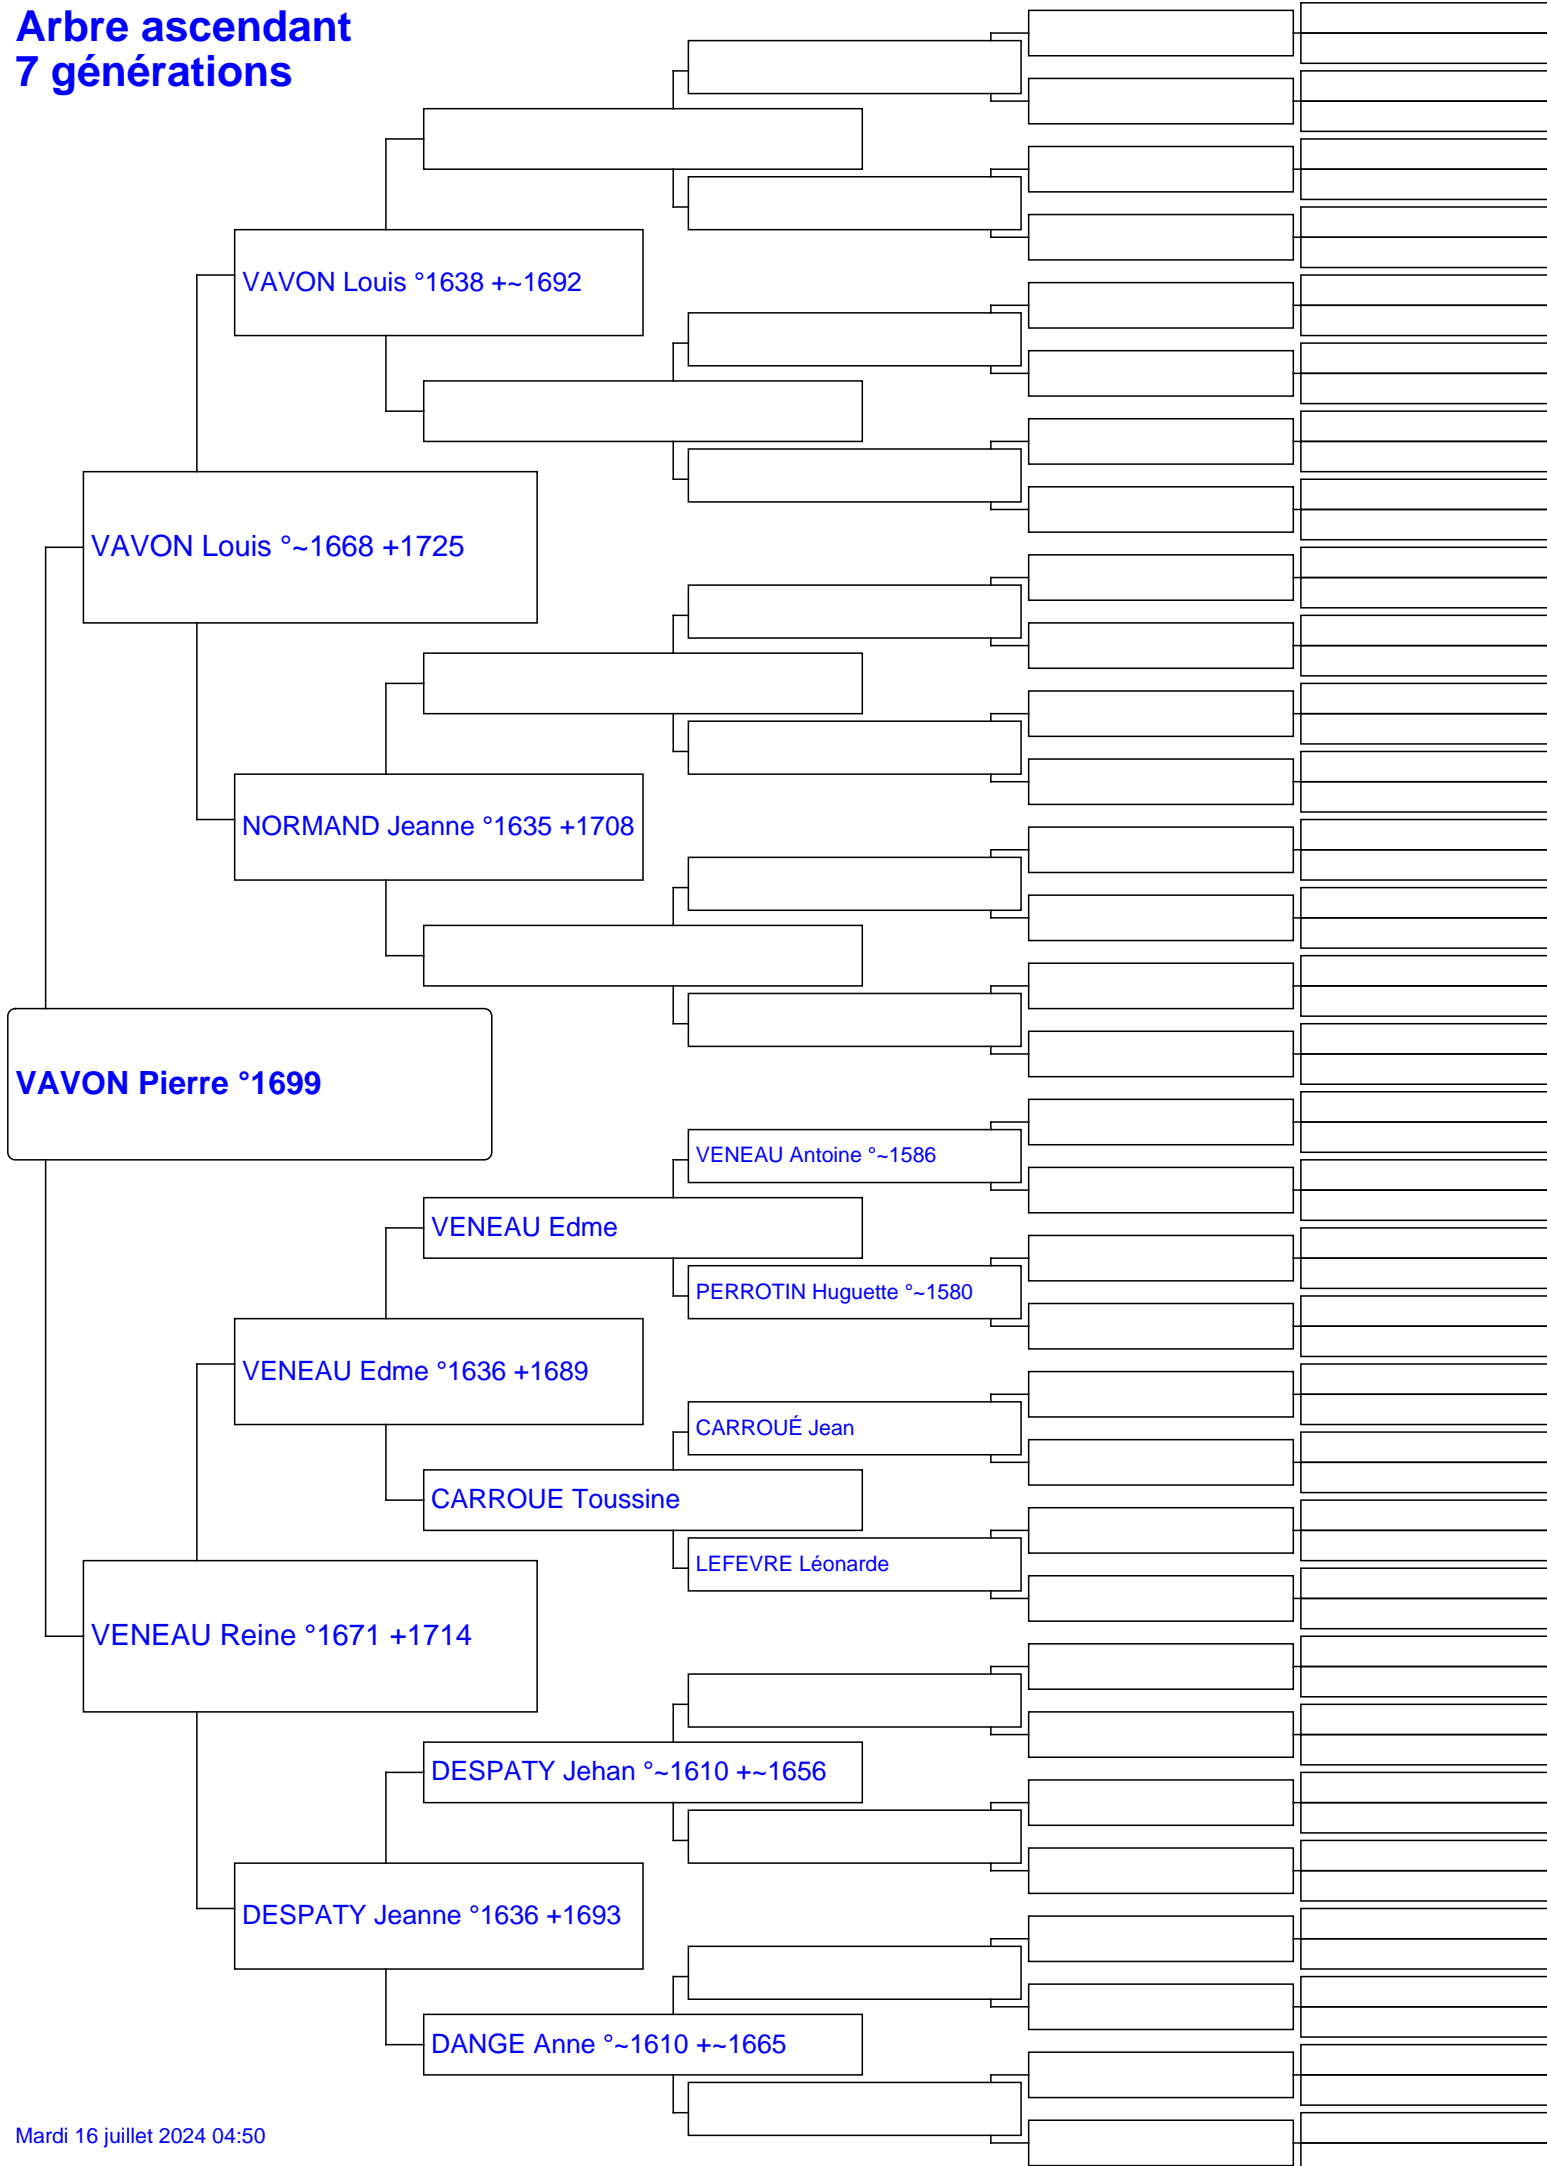 Arbre ascendant
7 générations
VAVON Louis °1638 +~1692
VAVON Louis °~1668 +1725
NORMAND Jeanne °1635 +1708
VAVON Pierre °1699
VENEAU Antoine °~1586
VENEAU Edme
PERROTIN Huguette °~1580
VENEAU Edme °1636 +1689
CARROUÉ Jean
CARROUE Toussine
LEFEVRE Léonarde
VENEAU Reine °1671 +1714
DESPATY Jehan °~1610 +~1656
DESPATY Jeanne °1636 +1693
DANGE Anne °~1610 +~1665
Mardi 16 juillet 2024 04:50